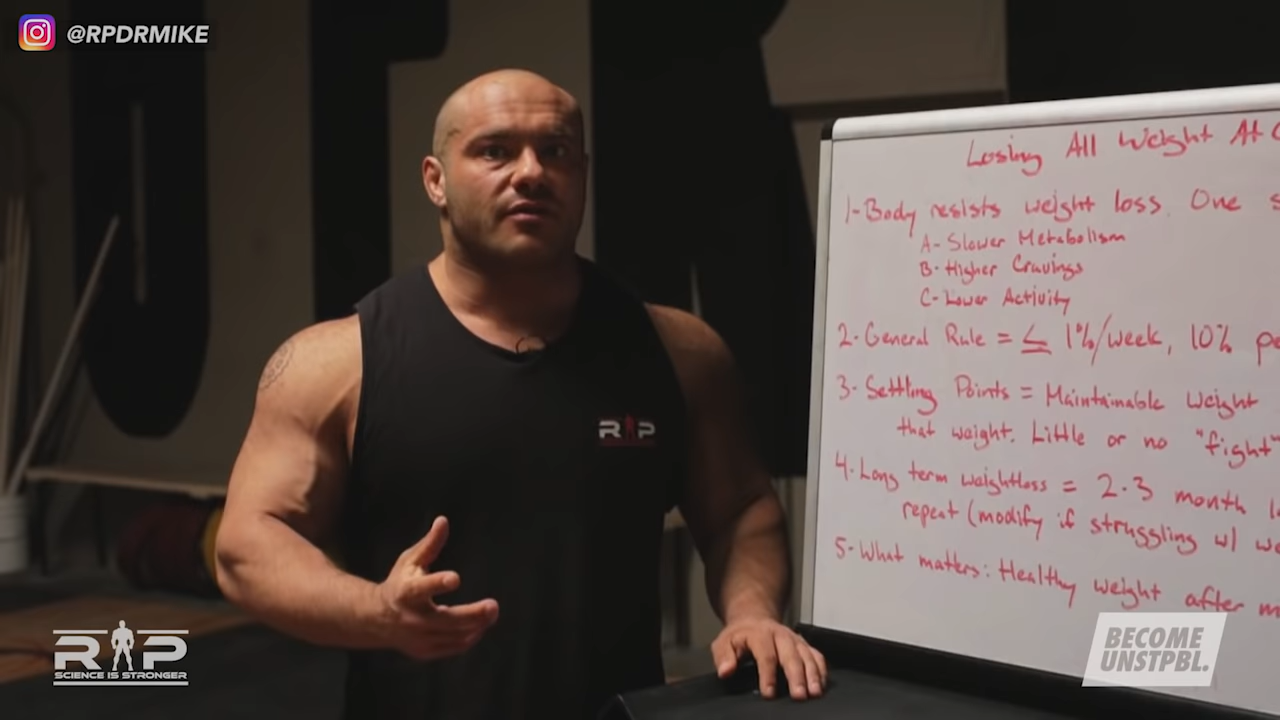 @RPDRMIKE
Losing All Weight At
1-Body resists weight loss. One
A- Slower Metabolism
B- Higher Cravings
C- Lower Activity
2- General Rule = ≤ 1%/week, 10%
3- Settling Points = Maintainable Weight
that weight. Little or no "fight"
4- Long term weightloss = 2-3 month
repeat (modify if struggling w/
5- What matters: Healthy weight after
RP
RP
SCIENCE IS STRONGER
BECOME
UNSTPBL.